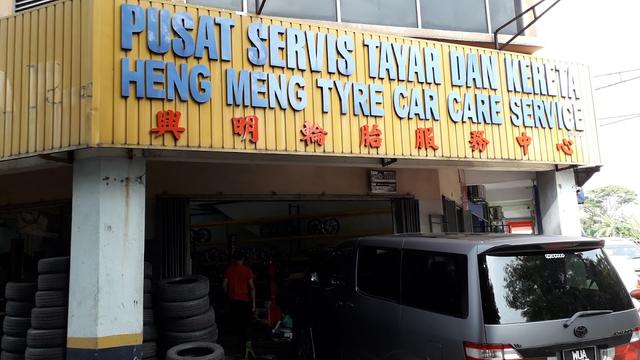 PUSAT SERVIS TAYAR DAN KERETA
HENG MENG TYRE CAR CARE SERVICE
興明輪胎服務中心
WUA